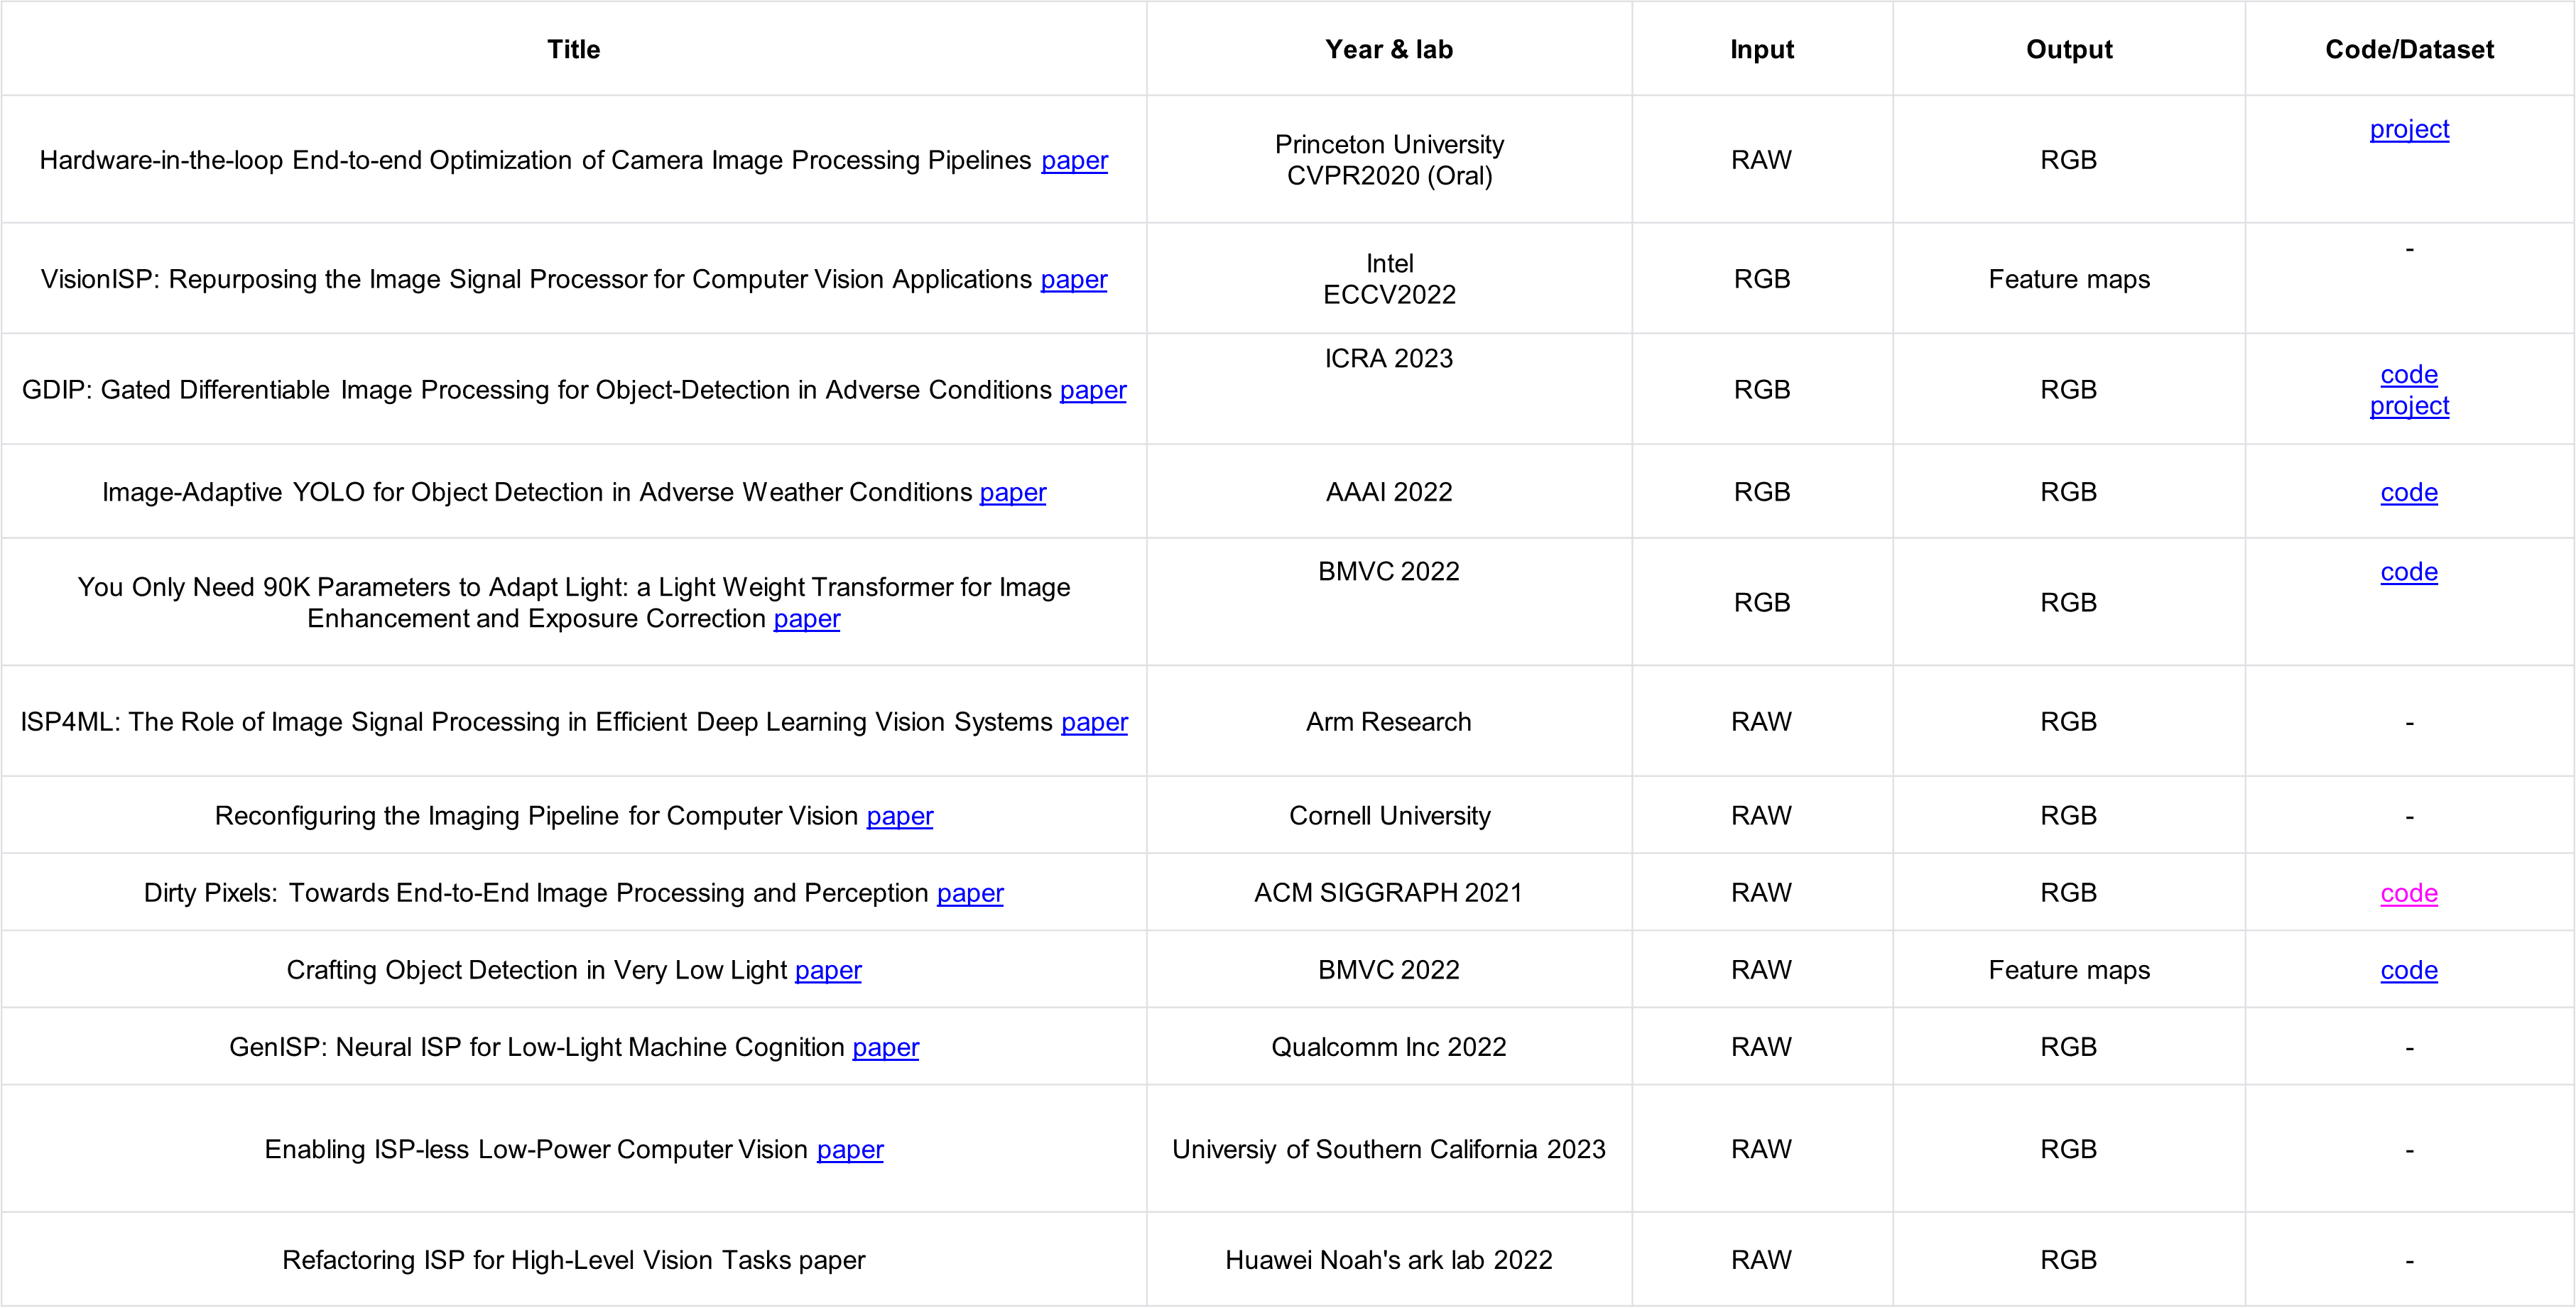 Title Year & lab Input Output Code/Dataset
Hardware-in-the-loop End-to-end Optimization of Camera Image Processing Pipelines paper
Princeton University
CVPR2020 (Oral)
RAW
RGB
project
VisionISP: Repurposing the Image Signal Processor for Computer Vision Applications paper
Intel
ECCV2022
RGB
Feature maps
-
GDIP: Gated Differentiable Image Processing for Object-Detection in Adverse Conditions paper
ICRA 2023
RGB
RGB
code
project
Image-Adaptive YOLO for Object Detection in Adverse Weather Conditions paper
AAAI 2022
RGB
RGB
code
You Only Need 90K Parameters to Adapt Light: a Light Weight Transformer for Image
Enhancement and Exposure Correction paper
BMVC 2022
RGB
RGB
code
ISP4ML: The Role of Image Signal Processing in Efficient Deep Learning Vision Systems paper
Arm Research
RAW
RGB
-
Reconfiguring the Imaging Pipeline for Computer Vision paper
Cornell University
RAW
RGB
-
Dirty Pixels: Towards End-to-End Image Processing and Perception paper
ACM SIGGRAPH 2021
RAW
RGB
code
Crafting Object Detection in Very Low Light paper
BMVC 2022
RAW
Feature maps
code
GenISP: Neural ISP for Low-Light Machine Cognition paper
Qualcomm Inc 2022
RAW
RGB
-
Enabling ISP-less Low-Power Computer Vision paper
Universiy of Southern California 2023
RAW
RGB
-
Refactoring ISP for High-Level Vision Tasks paper
Huawei Noah's ark lab 2022
RAW
RGB
-